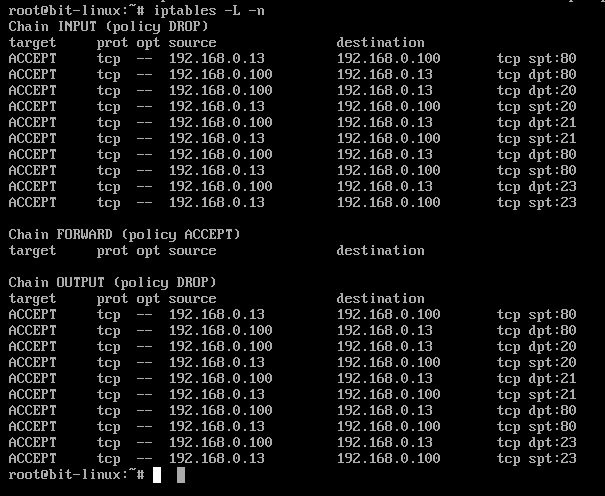 root@bit-linux:~# iptables -L -n
Chain INPUT (policy DROP)
target     prot opt source               destination
ACCEPT     tcp  --  192.168.0.13         192.168.0.100       tcp spt:80
ACCEPT     tcp  --  192.168.0.100        192.168.0.13        tcp dpt:80
ACCEPT     tcp  --  192.168.0.100        192.168.0.13        tcp dpt:20
ACCEPT     tcp  --  192.168.0.13         192.168.0.100       tcp spt:20
ACCEPT     tcp  --  192.168.0.100        192.168.0.13        tcp dpt:21
ACCEPT     tcp  --  192.168.0.13         192.168.0.100       tcp spt:21
ACCEPT     tcp  --  192.168.0.100        192.168.0.13        tcp dpt:80
ACCEPT     tcp  --  192.168.0.13         192.168.0.100       tcp spt:80
ACCEPT     tcp  --  192.168.0.100        192.168.0.13        tcp dpt:23
ACCEPT     tcp  --  192.168.0.13         192.168.0.100       tcp spt:23
Chain FORWARD (policy ACCEPT)
target     prot opt source               destination
Chain OUTPUT (policy DROP)
target     prot opt source               destination
ACCEPT     tcp  --  192.168.0.13         192.168.0.100       tcp spt:80
ACCEPT     tcp  --  192.168.0.100        192.168.0.13        tcp dpt:80
ACCEPT     tcp  --  192.168.0.100        192.168.0.13        tcp dpt:20
ACCEPT     tcp  --  192.168.0.13         192.168.0.100       tcp spt:20
ACCEPT     tcp  --  192.168.0.100        192.168.0.13        tcp dpt:21
ACCEPT     tcp  --  192.168.0.13         192.168.0.100       tcp spt:21
ACCEPT     tcp  --  192.168.0.100        192.168.0.13        tcp dpt:80
ACCEPT     tcp  --  192.168.0.13         192.168.0.100       tcp spt:80
ACCEPT     tcp  --  192.168.0.100        192.168.0.13        tcp dpt:23
ACCEPT     tcp  --  192.168.0.13         192.168.0.100       tcp spt:23
root@bit-linux:~#